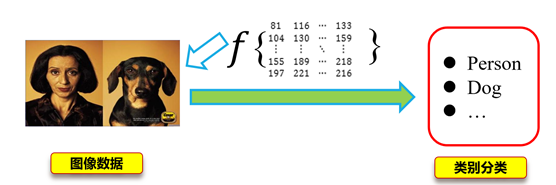 f { 81 116 ⋯ 133
104 130 ⋯ 159
⋮ ⋮ ⋱ ⋮
155 189 ⋯ 218
197 221 ⋯ 216 }
● Person
● Dog
● …
图像数据
类别分类